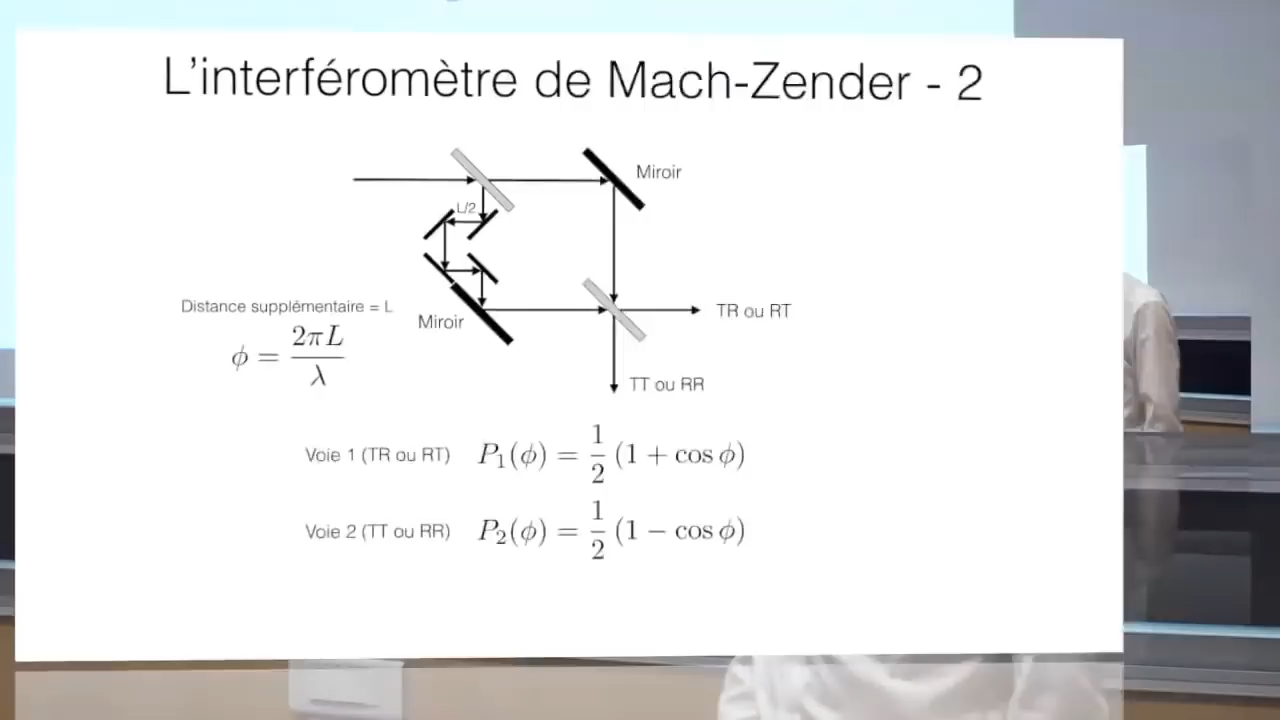 L'interféromètre de Mach-Zender - 2
Miroir
L/2
Distance supplémentaire = L
Miroir
TR ou RT
ϕ = 2πL / λ
TT ou RR
Voie 1 (TR ou RT) P₁(ϕ) = 1/2 (1 + cos ϕ)
Voie 2 (TT ou RR) P₂(ϕ) = 1/2 (1 − cos ϕ)